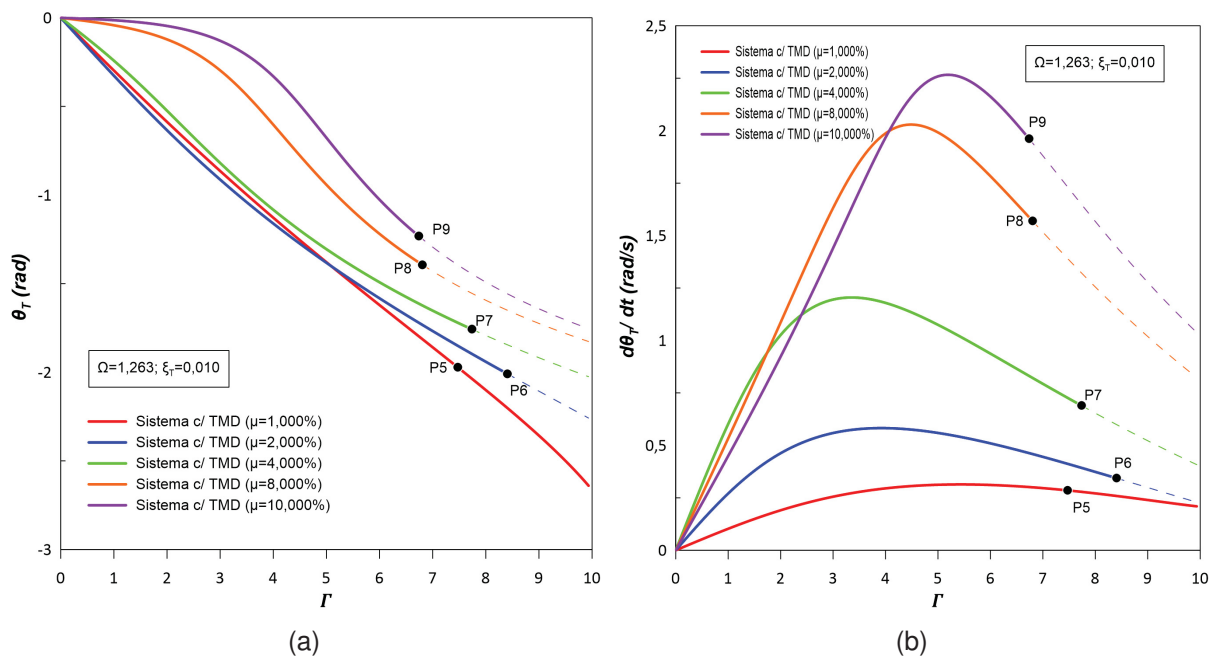 0
-1
-2
-3
θT (rad)
P9
P8
P7
P5
P6
Ω=1,263; ξT=0,010
Sistema c/ TMD (μ=1,000%)
Sistema c/ TMD (μ=2,000%)
Sistema c/ TMD (μ=4,000%)
Sistema c/ TMD (μ=8,000%)
Sistema c/ TMD (μ=10,000%)
0 1 2 3 4 5 6 7 8 9 10
Γ
(a)
2,5
2
1,5
1
0,5
0
dθT/ dt (rad/s)
Sistema c/ TMD (μ=1,000%)
Sistema c/ TMD (μ=2,000%)
Sistema c/ TMD (μ=4,000%)
Sistema c/ TMD (μ=8,000%)
Sistema c/ TMD (μ=10,000%)
Ω=1,263; ξT=0,010
P9
P8
P7
P6
P5
0 1 2 3 4 5 6 7 8 9 10
Γ
(b)